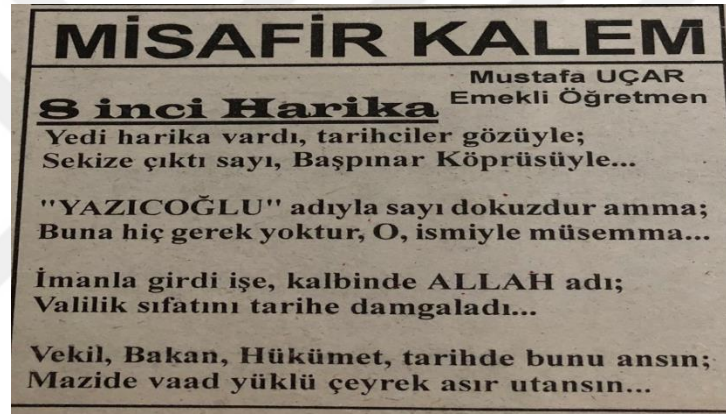 MİSAFİR KALEM
Mustafa UÇAR
Emekli Öğretmen
8 inci Harika
Yedi harika vardı, tarihciler gözüyle;
Sekize çıktı sayı, Başpınar Köprüsüyle...
"YAZICOĞLU" adıyla sayı dokuzdur amma;
Buna hiç gerek yoktur, O, ismiyle müsemma...
İmanla girdi işe, kalbinde ALLAH adı;
Valilik sıfatını tarihe damgaladı...
Vekil, Bakan, Hükümet, tarihde bunu ansın;
Mazide vaad yüklü çeyrek asır utansın...